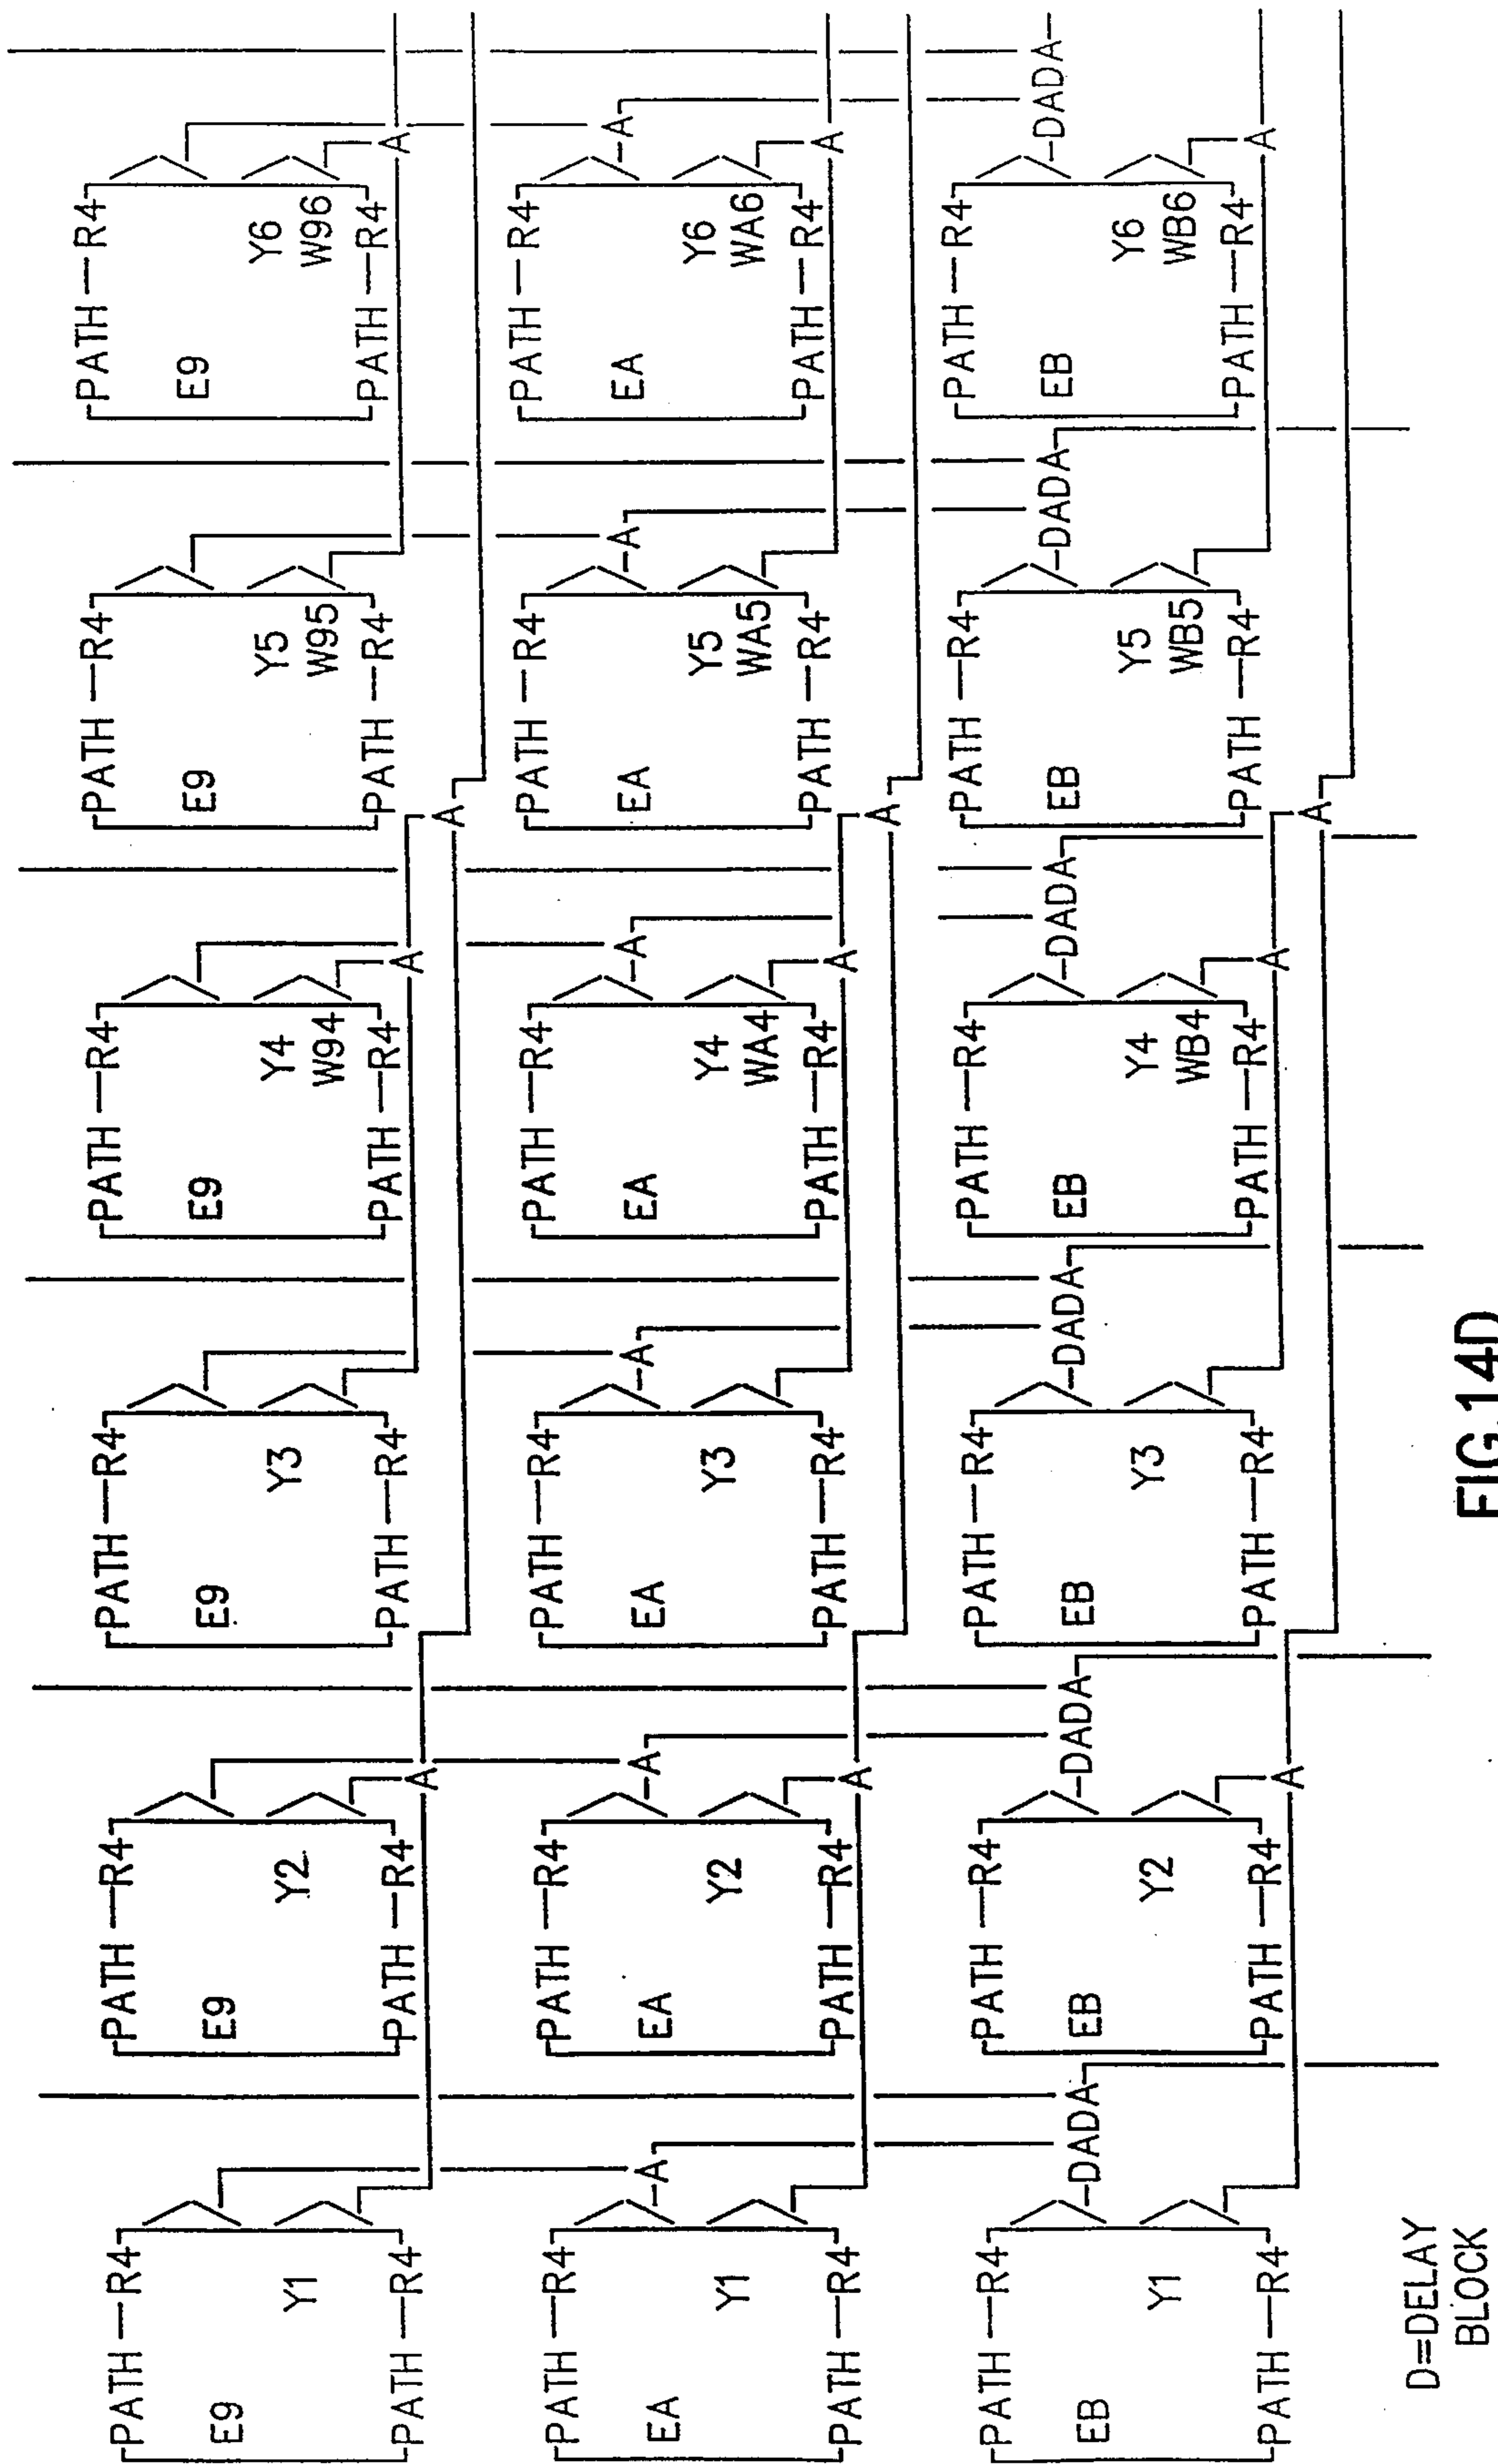 PATH—R4 PATH—R4 PATH—R4 PATH—R4 PATH—R4 PATH—R4
E9 E9 E9 E9 E9 E9
Y1 Y2 Y3 Y4 Y5 Y6
W94 W95 W96
PATH—R4 PATH—R4 PATH—R4 PATH—R4 PATH—R4 PATH—R4
A A A
A
PATH—R4 PATH—R4 PATH—R4 PATH—R4 PATH—R4 PATH—R4
EA A EA A EA A EA A EA A EA A
Y1 Y2 Y3 Y4 Y5 Y6
WA4 WA5 WA6
PATH—R4 PATH—R4 PATH—R4 PATH—R4 PATH—R4 PATH—R4
A A A
A
PATH—R4 PATH—R4 PATH—R4 PATH—R4 PATH—R4 PATH—R4
EB DADA EB DADA EB DADA EB DADA EB DADA EB DADA
Y1 Y2 Y3 Y4 Y5 Y6
WB4 WB5 WB6
PATH—R4 PATH—R4 PATH—R4 PATH—R4 PATH—R4 PATH—R4
A A A
A
D=DELAY
BLOCK
FIG.14D